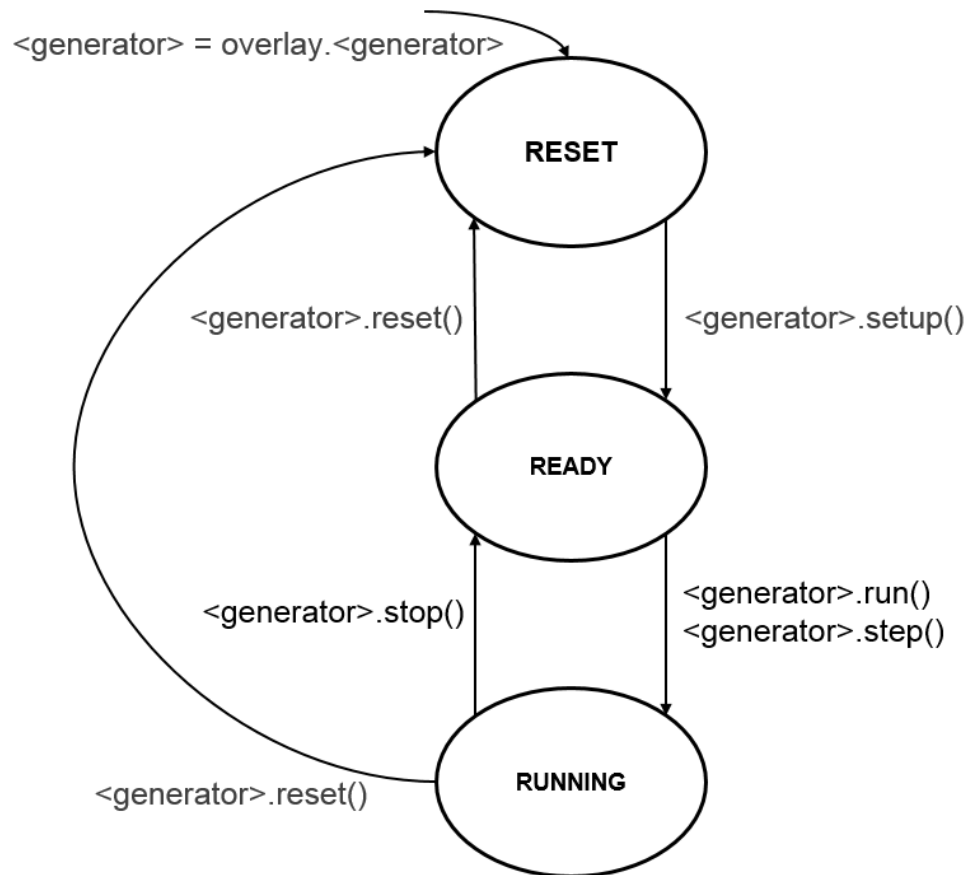 <generator> = overlay.<generator>
RESET
<generator>.reset()
<generator>.setup()
READY
<generator>.stop()
<generator>.run()
<generator>.step()
RUNNING
<generator>.reset()